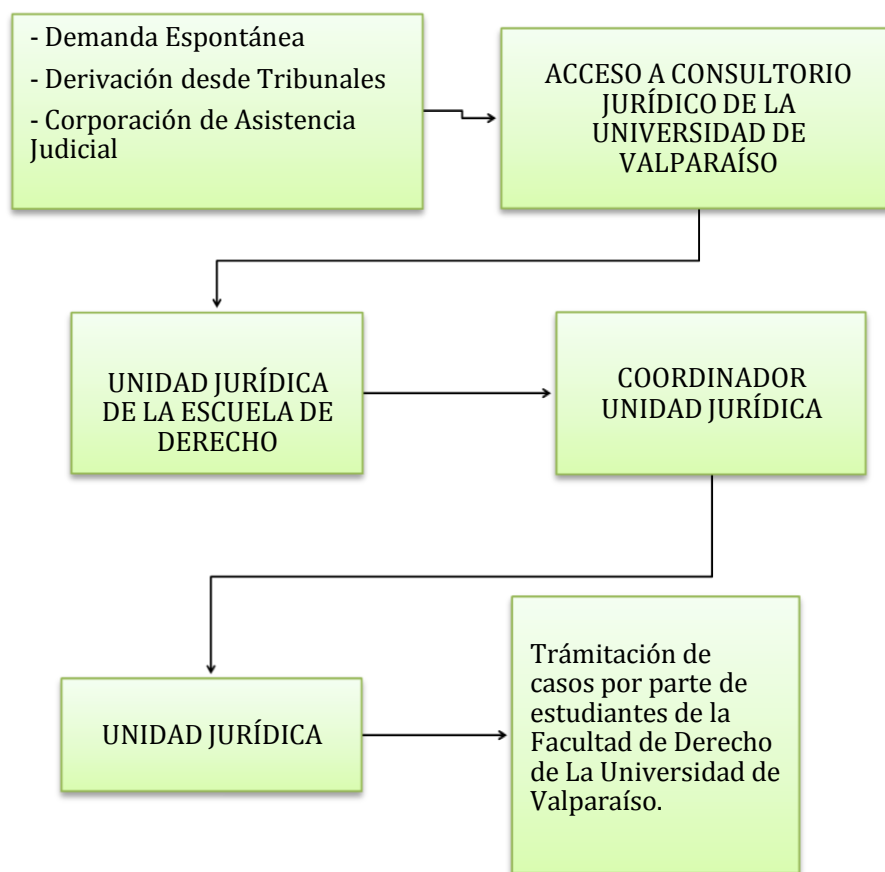 - Demanda Espontánea
- Derivación desde Tribunales
- Corporación de Asistencia
Judicial
ACCESO A CONSULTORIO
JURÍDICO DE LA
UNIVERSIDAD DE
VALPARAÍSO
UNIDAD JURÍDICA
DE LA ESCUELA DE
DERECHO
COORDINADOR
UNIDAD JURÍDICA
UNIDAD JURÍDICA
Trámitación de
casos por parte de
estudiantes de la
Facultad de Derecho
de La Universidad de
Valparaíso.